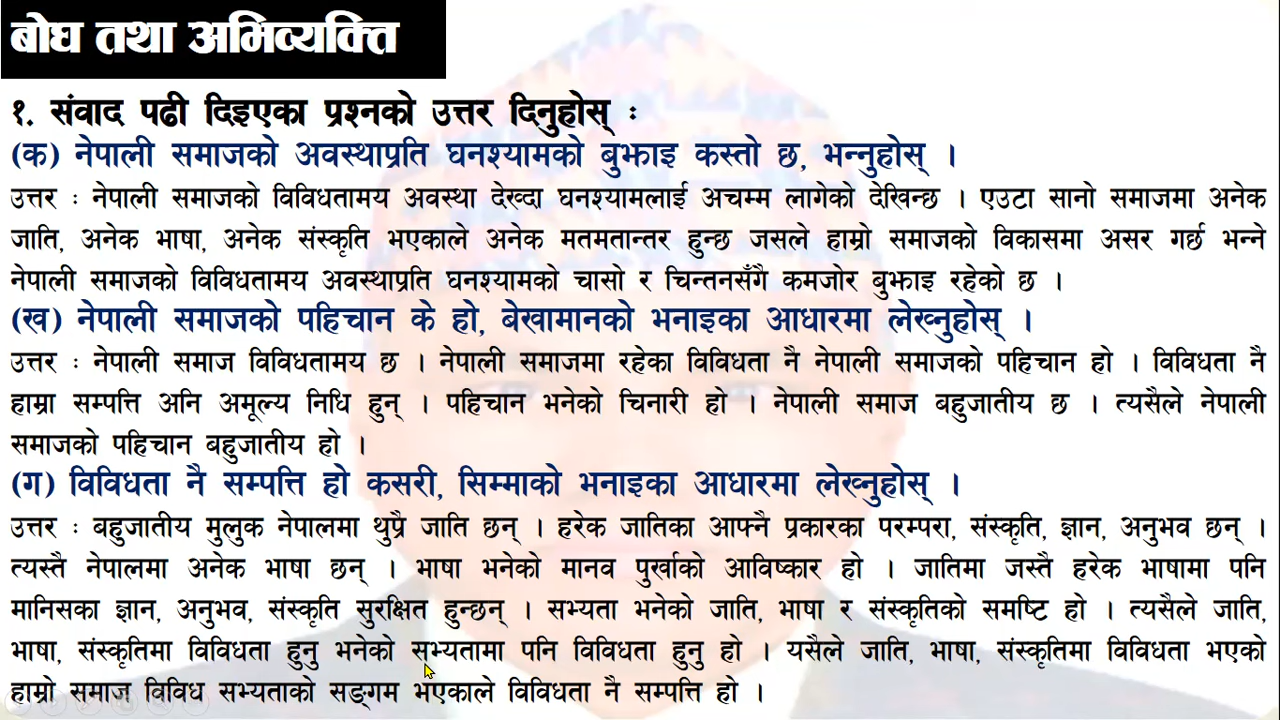 बोध तथा अभिव्यक्ति
१. संवाद पढी दिइएका प्रश्नको उत्तर दिनुहोस् :
(क) नेपाली समाजको अवस्थाप्रति घनश्यामको बुझाइ कस्तो छ, भन्नुहोस् ।
उत्तर : नेपाली समाजको विविधतामय अवस्था देख्दा घनश्यामलाई अचम्म लागेको देखिन्छ । एउटा सानो समाजमा अनेक
जाति, अनेक भाषा, अनेक संस्कृति भएकाले अनेक मतमतान्तर हुन्छ जसले हाम्रो समाजको विकासमा असर गर्छ भन्ने
नेपाली समाजको विविधतामय अवस्थाप्रति घनश्यामको चासो र चिन्तनसँगै कमजोर बुझाइ रहेको छ ।
(ख) नेपाली समाजको पहिचान के हो, बेखामानको भनाइका आधारमा लेख्नुहोस् ।
उत्तर : नेपाली समाज विविधतामय छ । नेपाली समाजमा रहेका विविधता नै नेपाली समाजको पहिचान हो । विविधता नै
हाम्रा सम्पत्ति अनि अमूल्य निधि हुन् । पहिचान भनेको चिनारी हो । नेपाली समाज बहुजातीय छ । त्यसैले नेपाली
समाजको पहिचान बहुजातीय हो ।
(ग) विविधता नै सम्पत्ति हो कसरी, सिम्माको भनाइका आधारमा लेख्नुहोस् ।
उत्तर : बहुजातीय मुलुक नेपालमा थुप्रै जाति छन् । हरेक जातिका आफ्नै प्रकारका परम्परा, संस्कृति, ज्ञान, अनुभव छन् ।
त्यस्तै नेपालमा अनेक भाषा छन् । भाषा भनेको मानव पुर्खाको आविष्कार हो । जातिमा जस्तै हरेक भाषामा पनि
मानिसका ज्ञान, अनुभव, संस्कृति सुरक्षित हुन्छन् । सभ्यता भनेको जाति, भाषा र संस्कृतिको समष्टि हो । त्यसैले जाति,
भाषा, संस्कृतिमा विविधता हुनु भनेको सभ्यतामा पनि विविधता हुनु हो । यसैले जाति, भाषा, संस्कृतिमा विविधता भएको
हाम्रो समाज विविध सभ्यताको सङ्गम भएकाले विविधता नै सम्पत्ति हो ।